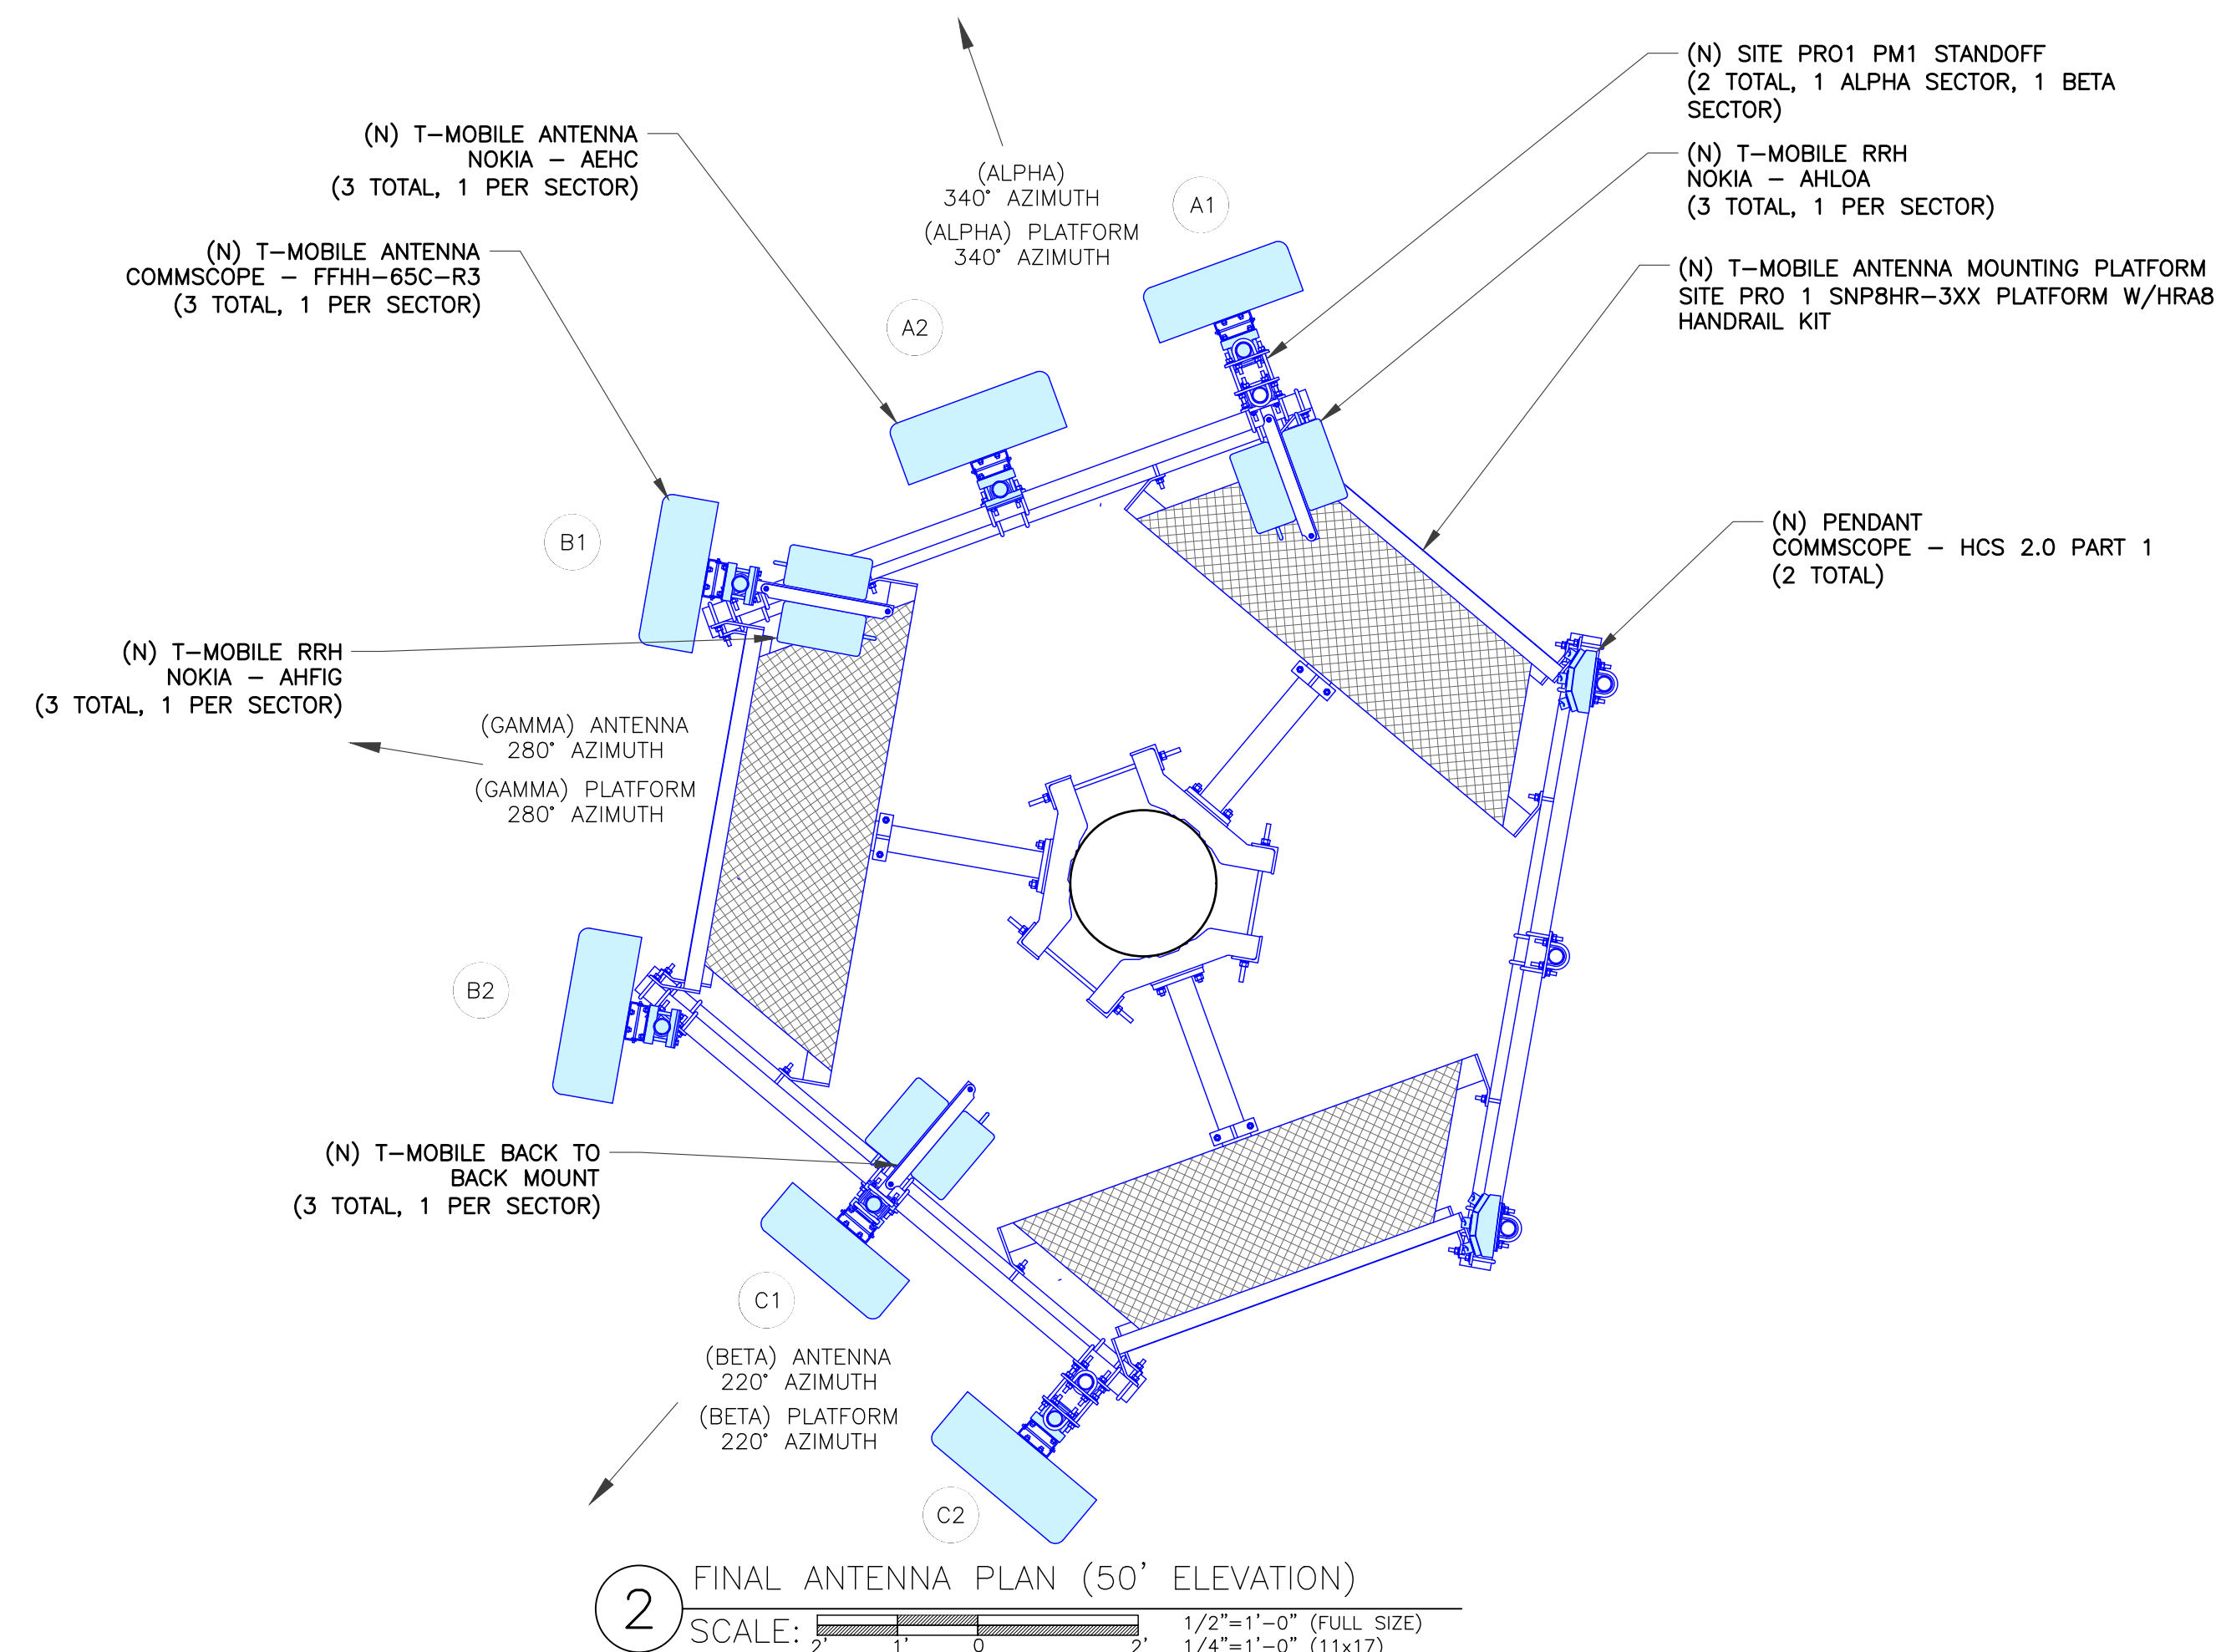 (N) SITE PRO1 PM1 STANDOFF
(2 TOTAL, 1 ALPHA SECTOR, 1 BETA
SECTOR)
(N) T-MOBILE ANTENNA
NOKIA - AEHC
(3 TOTAL, 1 PER SECTOR)
(N) T-MOBILE RRH
NOKIA - AHLOA
(3 TOTAL, 1 PER SECTOR)
(ALPHA)
340° AZIMUTH
(ALPHA) PLATFORM
340° AZIMUTH
A1
(N) T-MOBILE ANTENNA
COMMSCOPE - FFHH-65C-R3
(3 TOTAL, 1 PER SECTOR)
(N) T-MOBILE ANTENNA MOUNTING PLATFORM
SITE PRO 1 SNP8HR-3XX PLATFORM W/HRA8
HANDRAIL KIT
A2
B1
(N) PENDANT
COMMSCOPE - HCS 2.0 PART 1
(2 TOTAL)
(N) T-MOBILE RRH
NOKIA - AHFIG
(3 TOTAL, 1 PER SECTOR)
(GAMMA) ANTENNA
280° AZIMUTH
(GAMMA) PLATFORM
280° AZIMUTH
B2
(N) T-MOBILE BACK TO
BACK MOUNT
(3 TOTAL, 1 PER SECTOR)
C1
(BETA) ANTENNA
220° AZIMUTH
(BETA) PLATFORM
220° AZIMUTH
C2
2
FINAL ANTENNA PLAN (50' ELEVATION)
SCALE:
2' 1' 0 2'
1/2"=1'-0" (FULL SIZE)
1/4"=1'-0" (11x17)